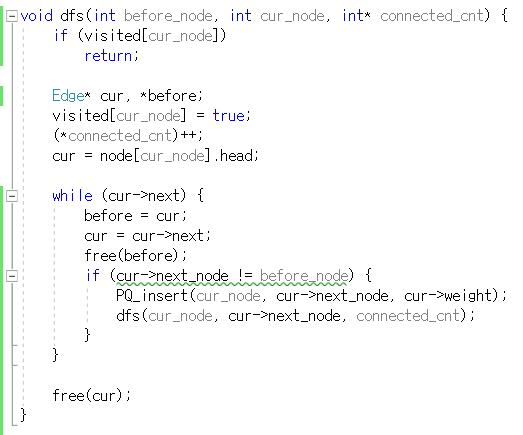 void dfs(int before_node, int cur_node, int* connected_cnt) {
if (visited[cur_node])
return;
Edge* cur, *before;
visited[cur_node] = true;
(*connected_cnt)++;
cur = node[cur_node].head;
while (cur->next) {
before = cur;
cur = cur->next;
free(before);
if (cur->next_node != before_node) {
PQ_insert(cur_node, cur->next_node, cur->weight);
dfs(cur_node, cur->next_node, connected_cnt);
}
}
free(cur);
}